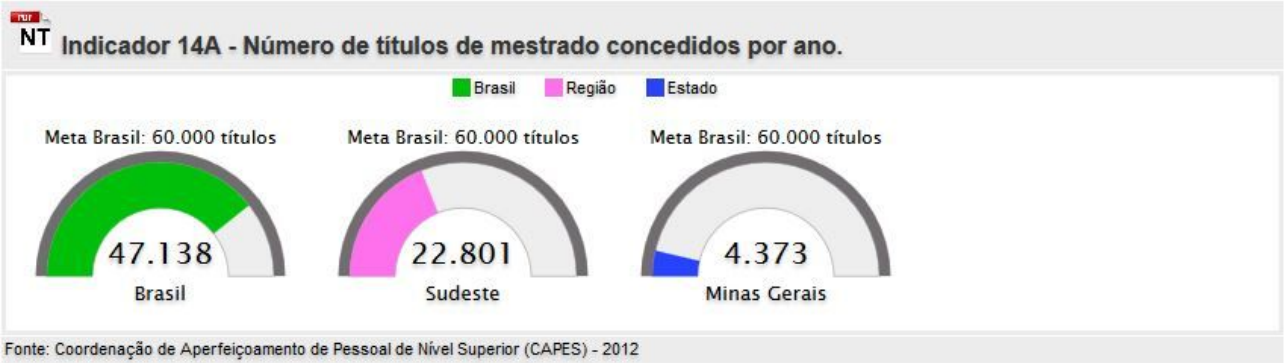 PDF
NT
Indicador 14A - Número de títulos de mestrado concedidos por ano.
Brasil Região Estado
Meta Brasil: 60.000 títulos
47.138
Brasil
Meta Brasil: 60.000 títulos
22.801
Sudeste
Meta Brasil: 60.000 títulos
4.373
Minas Gerais
Fonte: Coordenação de Aperfeiçoamento de Pessoal de Nível Superior (CAPES) - 2012